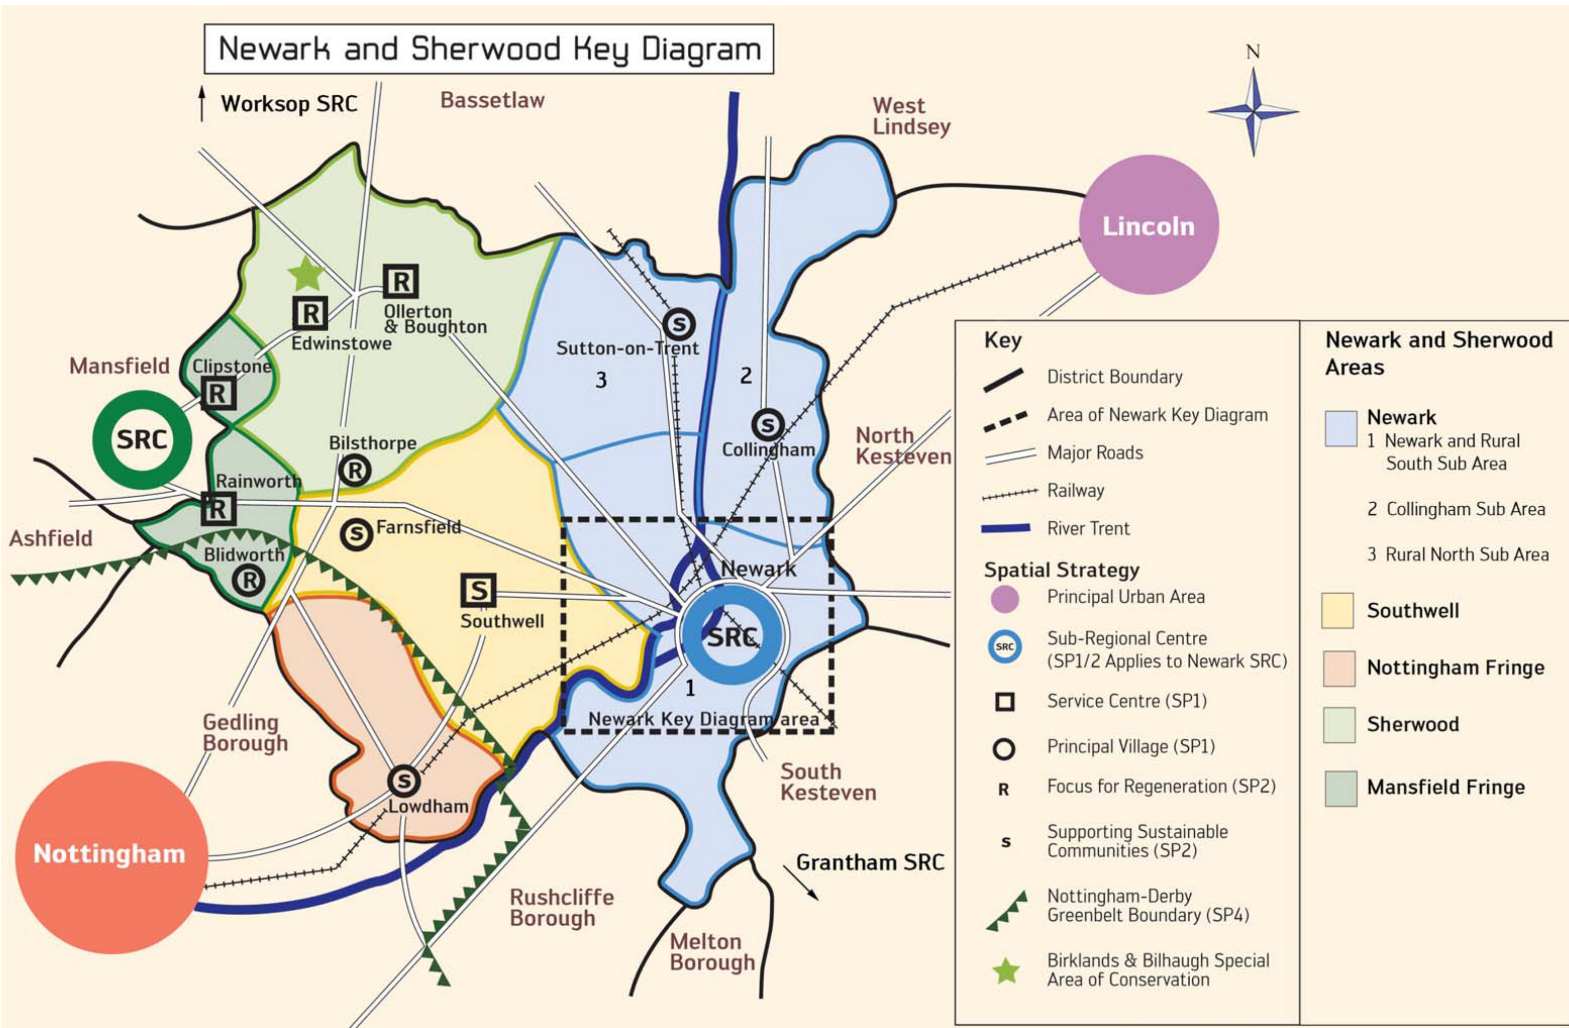 Newark and Sherwood Key Diagram
N
Worksop SRC
Bassetlaw
West
Lindsey
Lincoln
R
Ollerton
& Boughton
R
Edwinstowe
Mansfield
Clipstone
R
SRC
S
Sutton-on-Trent
3
2
S
Collingham
North
Kesteven
Bilsthorpe
R
Rainworth
R
Ashfield
S
Farnsfield
Blidworth
R
S
Southwell
Newark
SRC
1
Newark Key Diagram area
Gedling
Borough
South
Kesteven
S
Lowdham
Nottingham
Grantham SRC
Rushcliffe
Borough
Melton
Borough
Key
District Boundary
Area of Newark Key Diagram
Major Roads
Railway
River Trent
Spatial Strategy
Principal Urban Area
SRC
Sub-Regional Centre
(SP1/2 Applies to Newark SRC)
Service Centre (SP1)
Principal Village (SP1)
R
Focus for Regeneration (SP2)
s
Supporting Sustainable
Communities (SP2)
Nottingham-Derby
Greenbelt Boundary (SP4)
Birklands & Bilhaugh Special
Area of Conservation
Newark and Sherwood
Areas
Newark
1 Newark and Rural
South Sub Area
2 Collingham Sub Area
3 Rural North Sub Area
Southwell
Nottingham Fringe
Sherwood
Mansfield Fringe